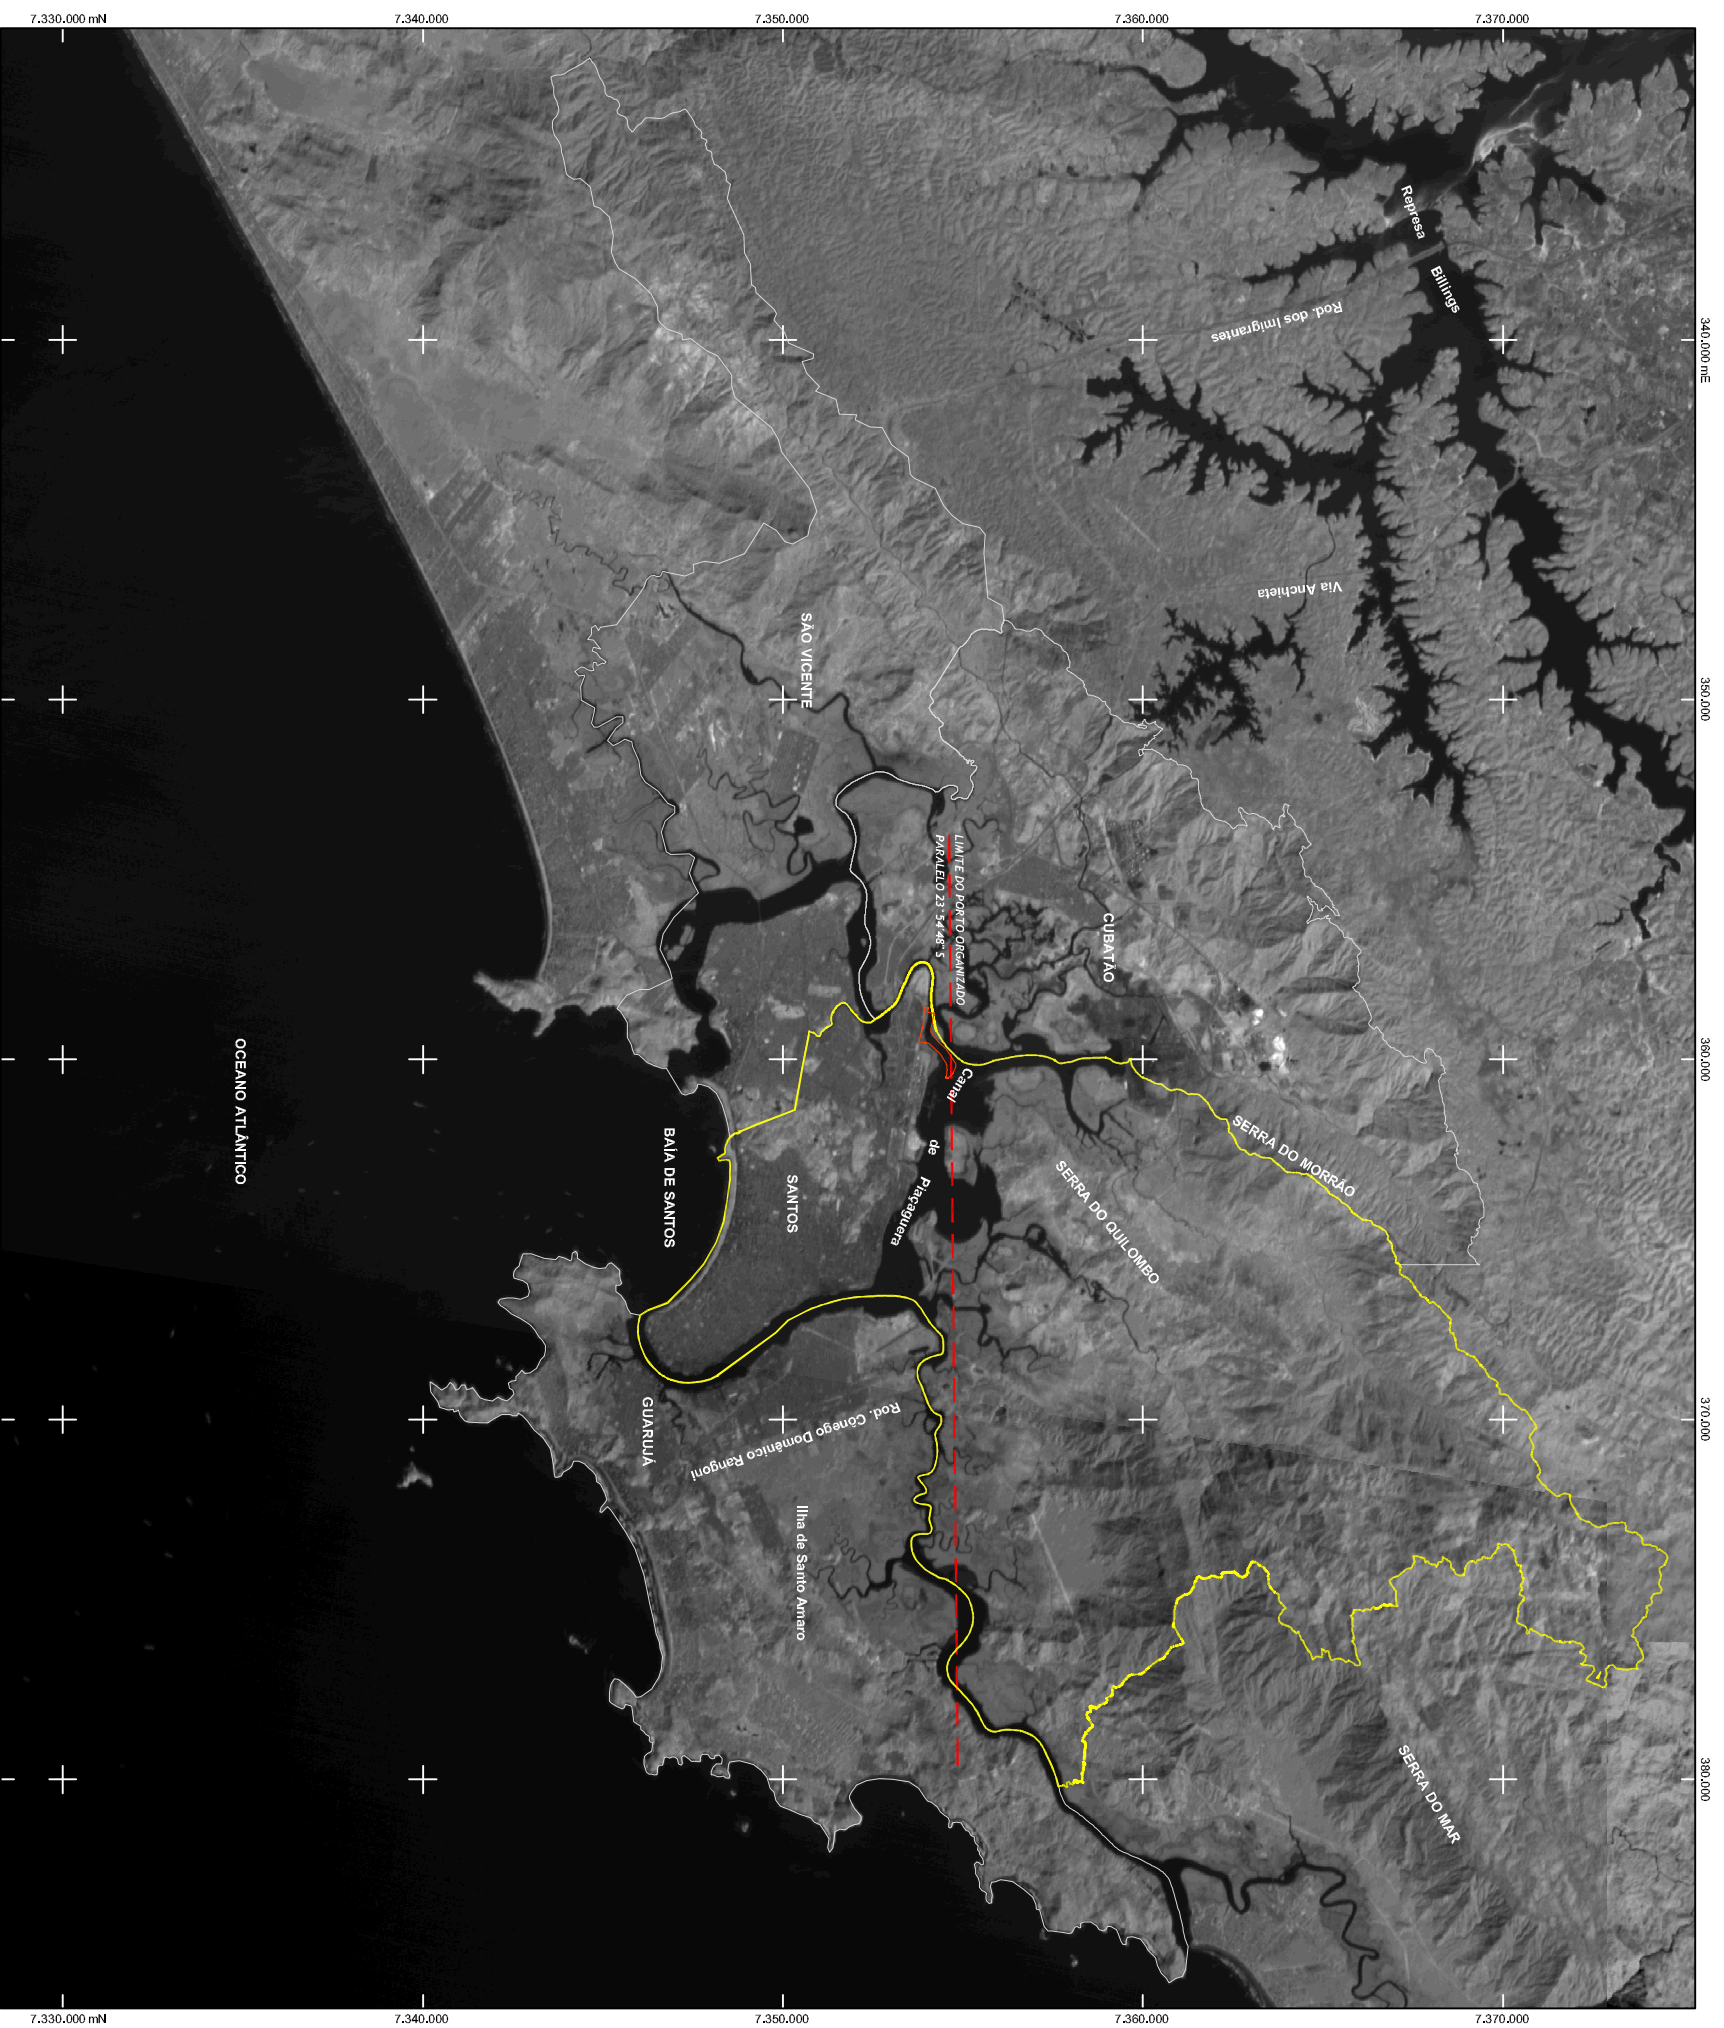 7.330.000 mN
7.340.000
7.350.000
7.360.000
7.370.000
Represa
Billings
Rod. dos Imigrantes
340.000 mE
Via Anchieta
SÃO VICENTE
350.000
LIMITE DO PORTO ORGANIZADO
PARALELO 23° 54'48" S
CUBATÃO
360.000
OCEANO ATLÂNTICO
BAÍA DE SANTOS
SANTOS
Canal
de
Piaçaguera
SERRA DO MORRÃO
SERRA DO QUILOMBO
GUARUJÁ
Rod. Cônego Domênico Rangoni
370.000
Ilha de Santo Amaro
SERRA DO MAR
380.000
7.330.000 mN
7.340.000
7.350.000
7.360.000
7.370.000